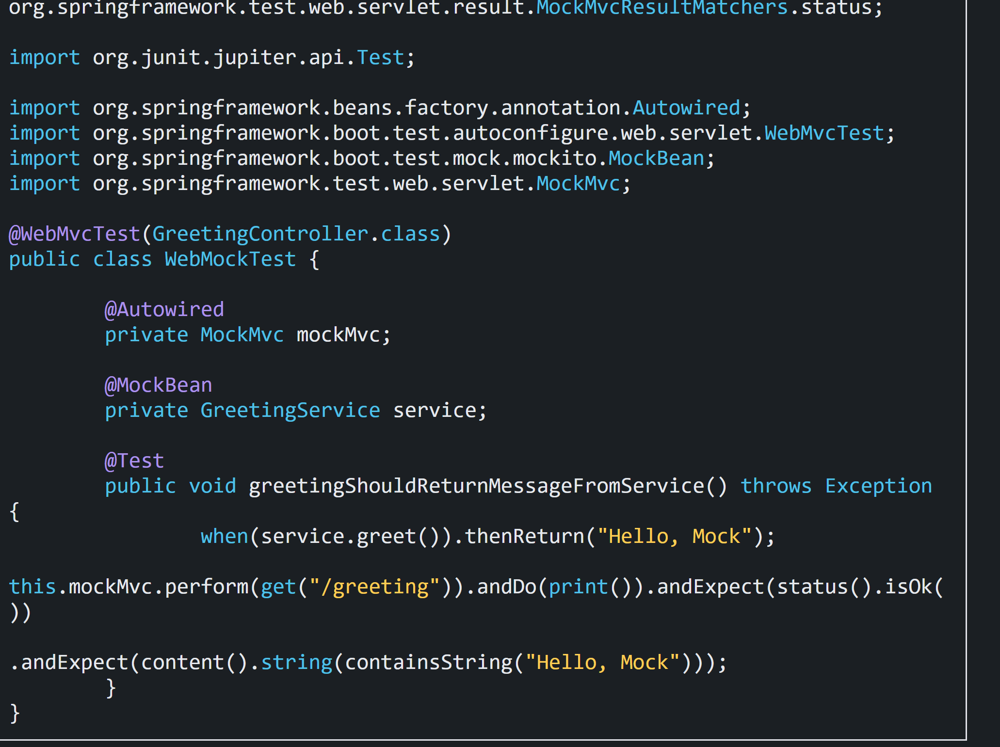 org.springframework.test.web.servlet.result.MockMvcResultMatchers.status;

import org.junit.jupiter.api.Test;

import org.springframework.beans.factory.annotation.Autowired;
import org.springframework.boot.test.autoconfigure.web.servlet.WebMvcTest;
import org.springframework.boot.test.mock.mockito.MockBean;
import org.springframework.test.web.servlet.MockMvc;

@WebMvcTest(GreetingController.class)
public class WebMockTest {

        @Autowired
        private MockMvc mockMvc;

        @MockBean
        private GreetingService service;

        @Test
        public void greetingShouldReturnMessageFromService() throws Exception
{
                when(service.greet()).thenReturn("Hello, Mock");

this.mockMvc.perform(get("/greeting")).andDo(print()).andExpect(status().isOk(
))

.andExpect(content().string(containsString("Hello, Mock")));
        }
}